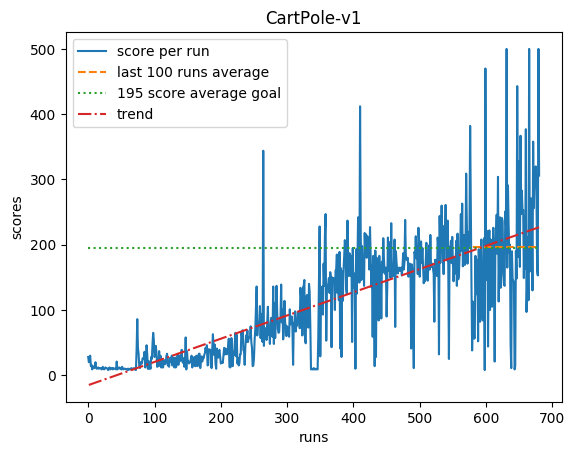 CartPole-v1
500
400
300
200
100
0
scores
score per run
last 100 runs average
195 score average goal
trend
0 100 200 300 400 500 600 700
runs